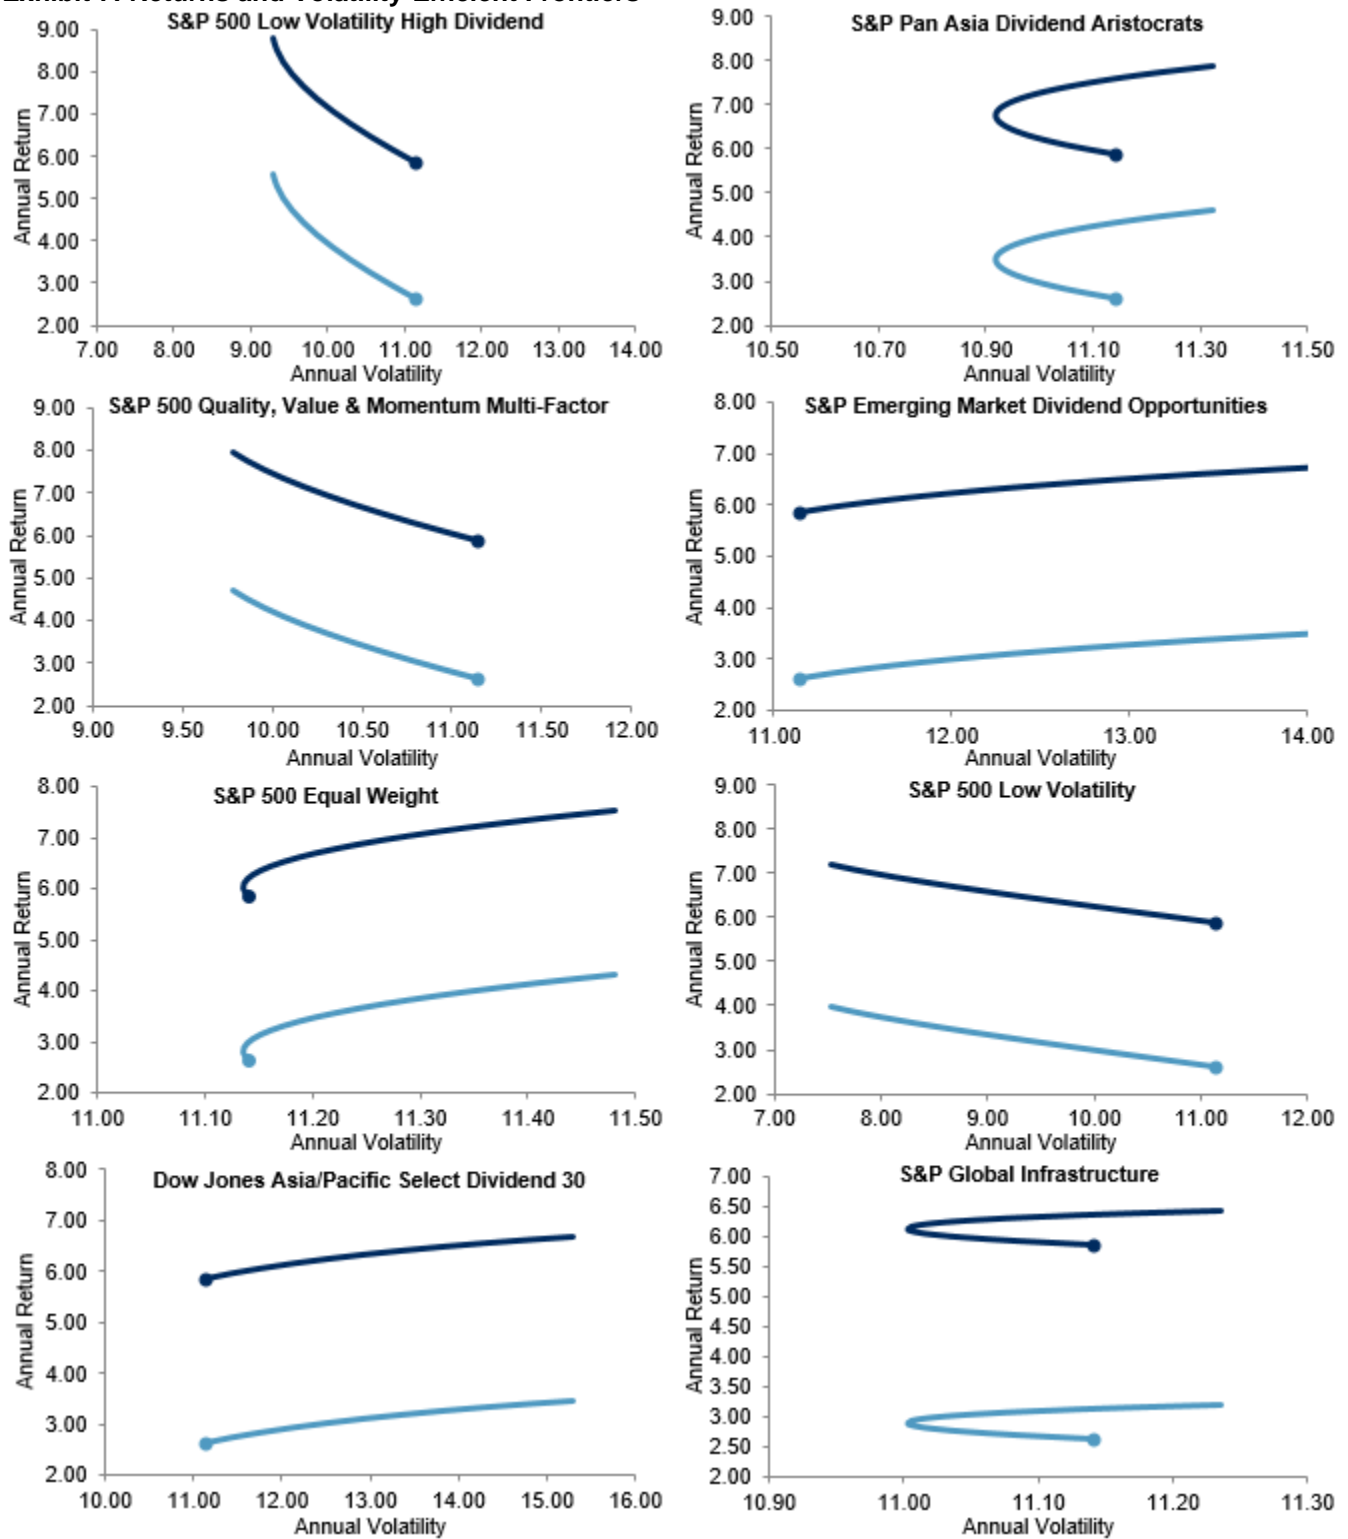 Exhibit 7: Returns and Volatility-Efficient Frontiers
S&P 500 Low Volatility High Dividend
Annual Return
9.00
8.00
7.00
6.00
5.00
4.00
3.00
2.00
7.00 8.00 9.00 10.00 11.00 12.00 13.00 14.00
Annual Volatility
S&P Pan Asia Dividend Aristocrats
Annual Return
9.00
8.00
7.00
6.00
5.00
4.00
3.00
2.00
10.50 10.70 10.90 11.10 11.30 11.50
Annual Volatility
S&P 500 Quality, Value & Momentum Multi-Factor
Annual Return
9.00
8.00
7.00
6.00
5.00
4.00
3.00
2.00
9.00 9.50 10.00 10.50 11.00 11.50 12.00
Annual Volatility
S&P Emerging Market Dividend Opportunities
Annual Return
8.00
7.00
6.00
5.00
4.00
3.00
2.00
11.00 12.00 13.00 14.00
Annual Volatility
S&P 500 Equal Weight
Annual Return
8.00
7.00
6.00
5.00
4.00
3.00
2.00
11.00 11.10 11.20 11.30 11.40 11.50
Annual Volatility
S&P 500 Low Volatility
Annual Return
9.00
8.00
7.00
6.00
5.00
4.00
3.00
2.00
7.00 8.00 9.00 10.00 11.00 12.00
Annual Volatility
Dow Jones Asia/Pacific Select Dividend 30
Annual Return
8.00
7.00
6.00
5.00
4.00
3.00
2.00
10.00 11.00 12.00 13.00 14.00 15.00 16.00
Annual Volatility
S&P Global Infrastructure
Annual Return
7.00
6.50
6.00
5.50
5.00
4.50
4.00
3.50
3.00
2.50
2.00
10.90 11.00 11.10 11.20 11.30
Annual Volatility